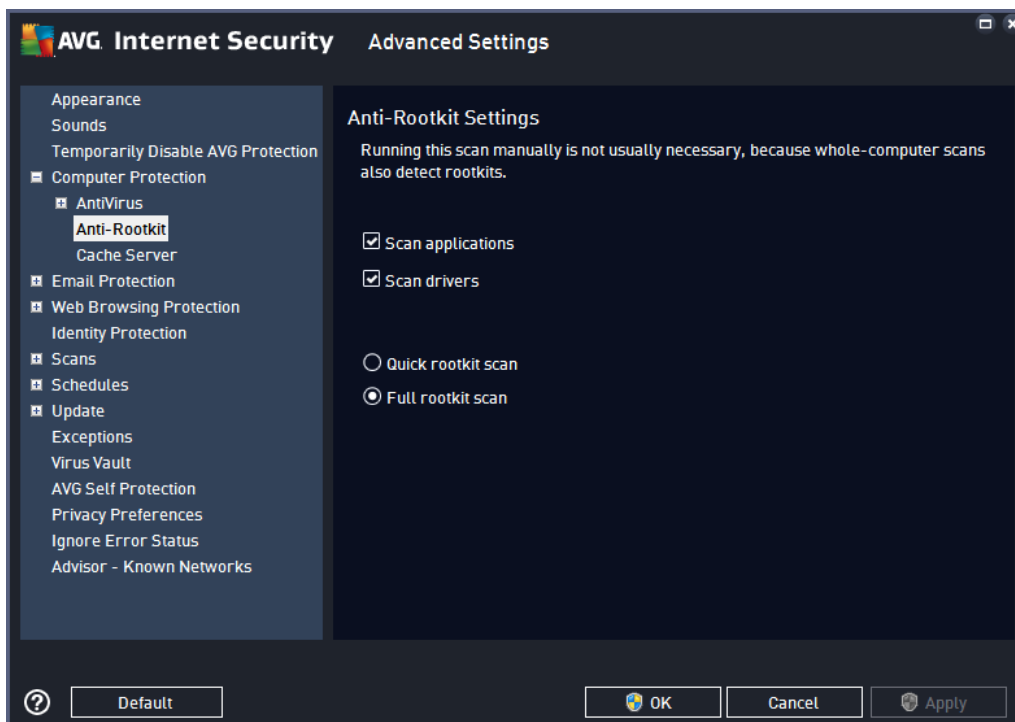 AVG. Internet Security Advanced Settings
Appearance
Sounds
Temporarily Disable AVG Protection
Computer Protection
AntiVirus
Anti-Rootkit
Cache Server
Email Protection
Web Browsing Protection
Identity Protection
Scans
Schedules
Update
Exceptions
Virus Vault
AVG Self Protection
Privacy Preferences
Ignore Error Status
Advisor - Known Networks
Anti-Rootkit Settings
Running this scan manually is not usually necessary, because whole-computer scans
also detect rootkits.
Scan applications
Scan drivers
Quick rootkit scan
Full rootkit scan
? Default OK Cancel Apply